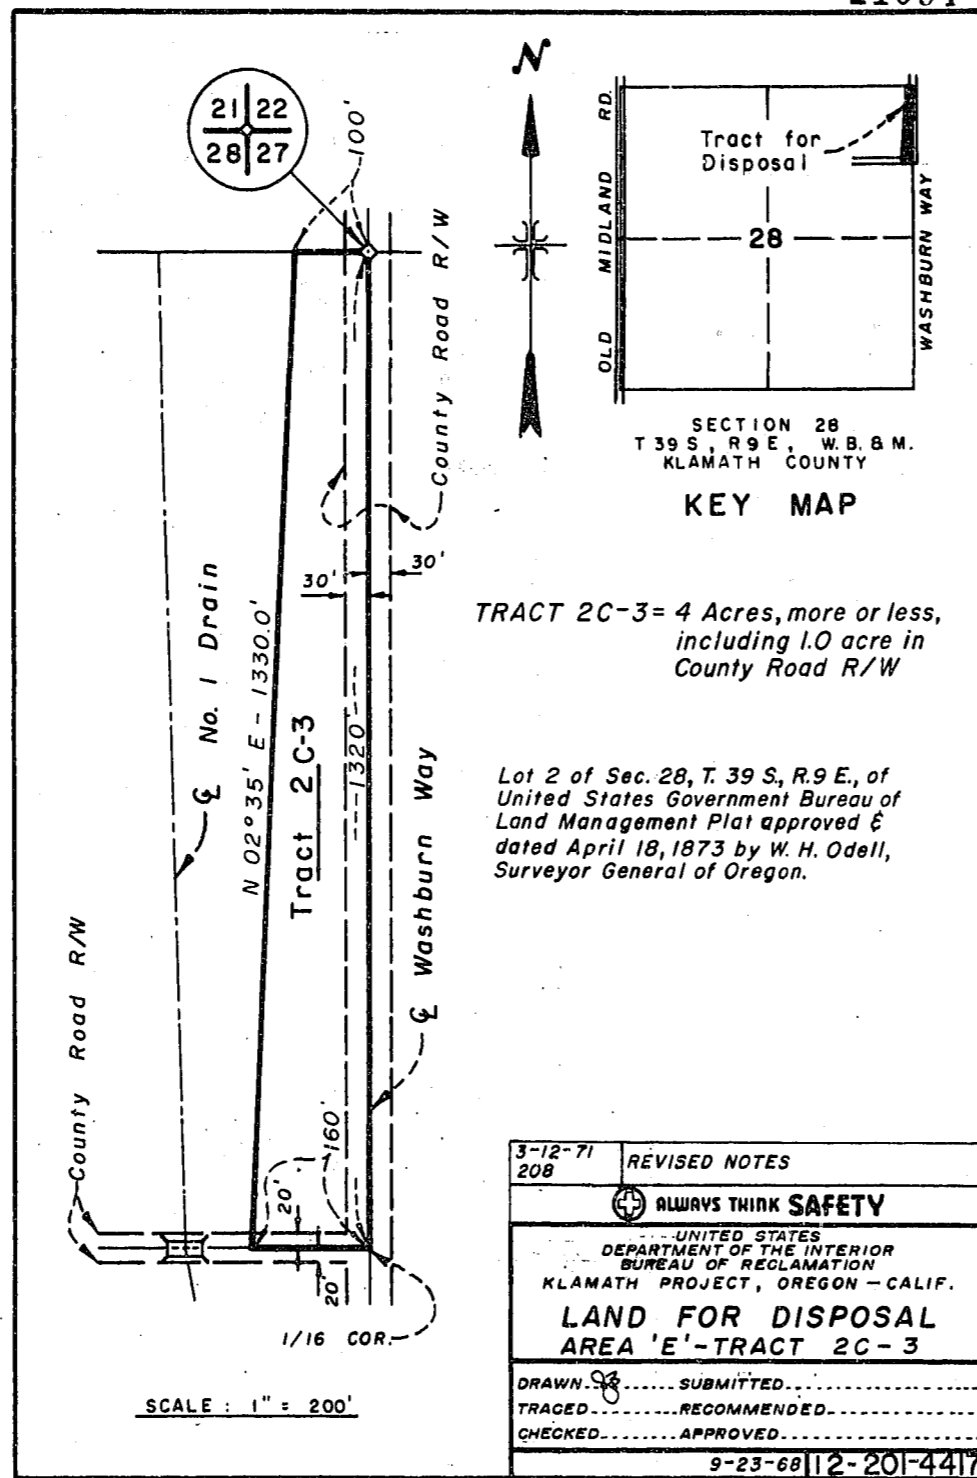 21 22
28 27
100'
N
County Road R/W
30'
30'
℄ No. 1 Drain
N 02° 35' E - 1330.0'
Tract 2C-3
1320'
℄ Washburn Way
County Road R/W
160'
20'
20'
1/16 COR.
SCALE : 1" = 200'
Tract for
Disposal
28
OLD MIDLAND RD.
WASHBURN WAY
SECTION 28
T 39 S, R 9 E, W. B. & M.
KLAMATH COUNTY
KEY MAP
TRACT 2C-3 = 4 Acres, more or less,
including 1.0 acre in
County Road R/W
Lot 2 of Sec. 28, T. 39 S., R. 9 E., of
United States Government Bureau of
Land Management Plat approved &
dated April 18, 1873 by W. H. Odell,
Surveyor General of Oregon.
3-12-71
208
REVISED NOTES
ALWAYS THINK SAFETY
UNITED STATES
DEPARTMENT OF THE INTERIOR
BUREAU OF RECLAMATION
KLAMATH PROJECT, OREGON - CALIF.
LAND FOR DISPOSAL
AREA 'E' - TRACT 2C - 3
DRAWN........SUBMITTED....................
TRACED..........RECOMMENDED................
CHECKED........APPROVED....................
9-23-68 12-201-4417